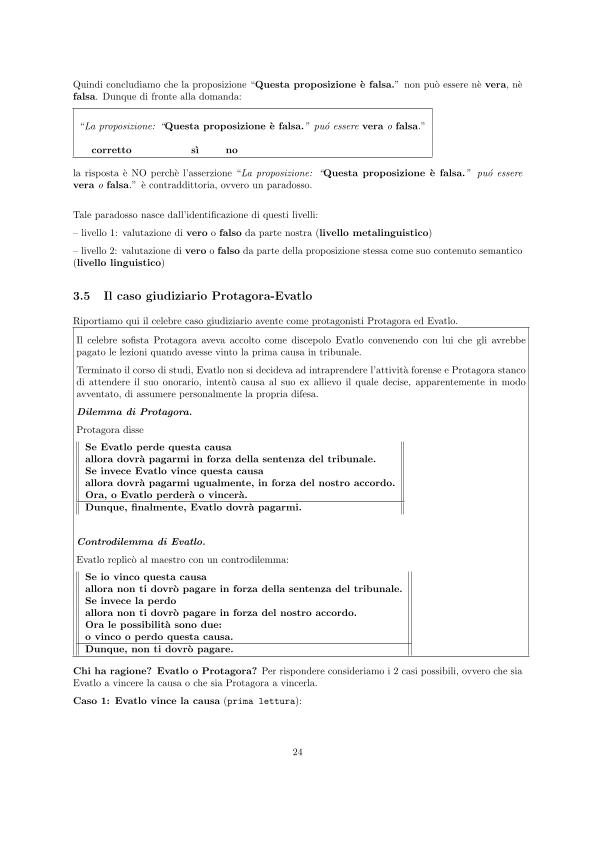 Quindi concludiamo che la proposizione “Questa proposizione è falsa.” non può essere nè vera, nè
falsa. Dunque di fronte alla domanda:
“La proposizione: “Questa proposizione è falsa.” puó essere vera o falsa.”
corretto sì no
la risposta è NO perchè l'asserzione “La proposizione: “Questa proposizione è falsa.” puó essere
vera o falsa.” è contraddittoria, ovvero un paradosso.
Tale paradosso nasce dall'identificazione di questi livelli:
– livello 1: valutazione di vero o falso da parte nostra (livello metalinguistico)
– livello 2: valutazione di vero o falso da parte della proposizione stessa come suo contenuto semantico
(livello linguistico)
3.5 Il caso giudiziario Protagora-Evatlo
Riportiamo qui il celebre caso giudiziario avente come protagonisti Protagora ed Evatlo.
Il celebre sofista Protagora aveva accolto come discepolo Evatlo convenendo con lui che gli avrebbe
pagato le lezioni quando avesse vinto la prima causa in tribunale.
Terminato il corso di studi, Evatlo non si decideva ad intraprendere l'attività forense e Protagora stanco
di attendere il suo onorario, intentò causa al suo ex allievo il quale decise, apparentemente in modo
avventato, di assumere personalmente la propria difesa.
Dilemma di Protagora.
Protagora disse
Se Evatlo perde questa causa
allora dovrà pagarmi in forza della sentenza del tribunale.
Se invece Evatlo vince questa causa
allora dovrà pagarmi ugualmente, in forza del nostro accordo.
Ora, o Evatlo perderà o vincerà.
Dunque, finalmente, Evatlo dovrà pagarmi.
Controdilemma di Evatlo.
Evatlo replicò al maestro con un controdilemma:
Se io vinco questa causa
allora non ti dovrò pagare in forza della sentenza del tribunale.
Se invece la perdo
allora non ti dovrò pagare in forza del nostro accordo.
Ora le possibilità sono due:
o vinco o perdo questa causa.
Dunque, non ti dovrò pagare.
Chi ha ragione? Evatlo o Protagora? Per rispondere consideriamo i 2 casi possibili, ovvero che sia
Evatlo a vincere la causa o che sia Protagora a vincerla.
Caso 1: Evatlo vince la causa (prima lettura):
24